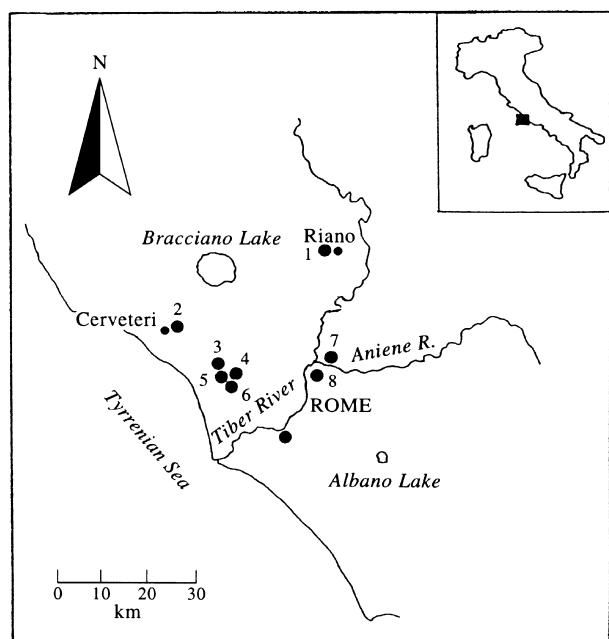 N
Bracciano Lake
Riano
1
2
Cerveteri
3
4
5
6
7
Aniene R.
8
Tiber River
ROME
Tyrrenian Sea
Albano Lake
0 10 20 30
km